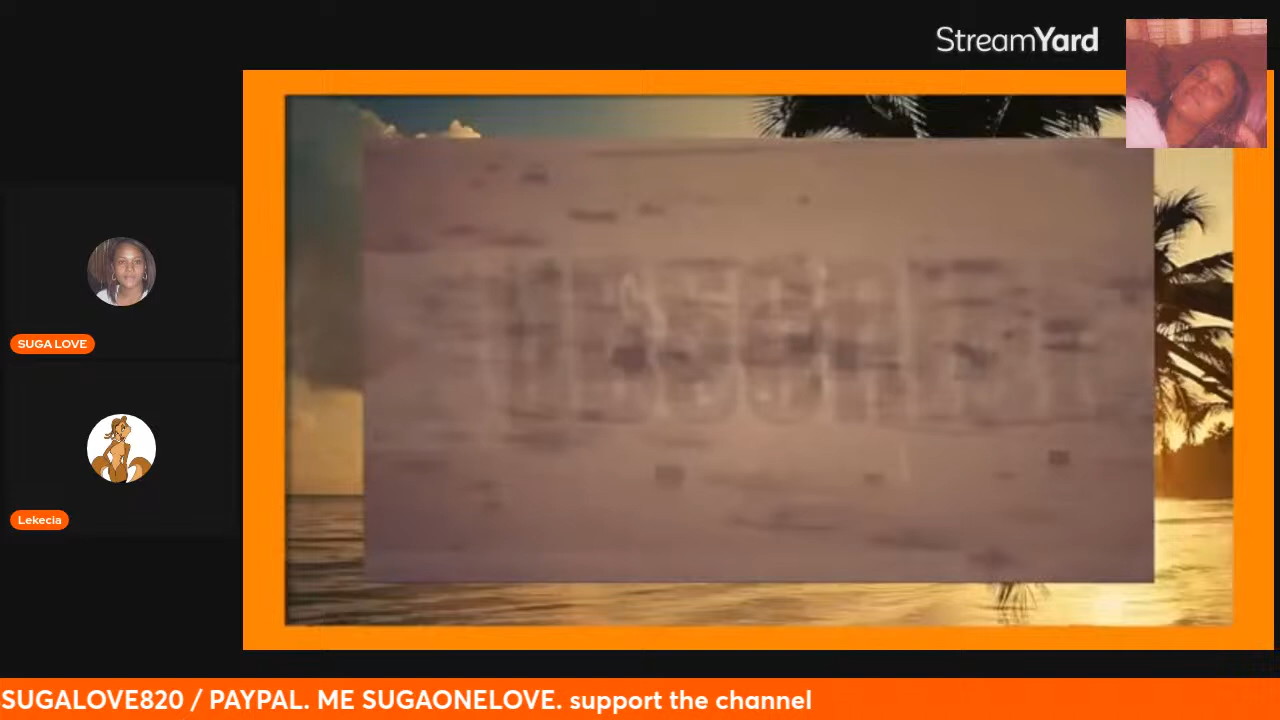 StreamYard
SUGA LOVE
Lekecia
SUGALOVE820 / PAYPAL. ME SUGAONELOVE. support the channel